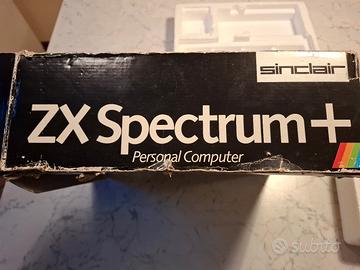 sinclair
ZX Spectrum+
Personal Computer
subito